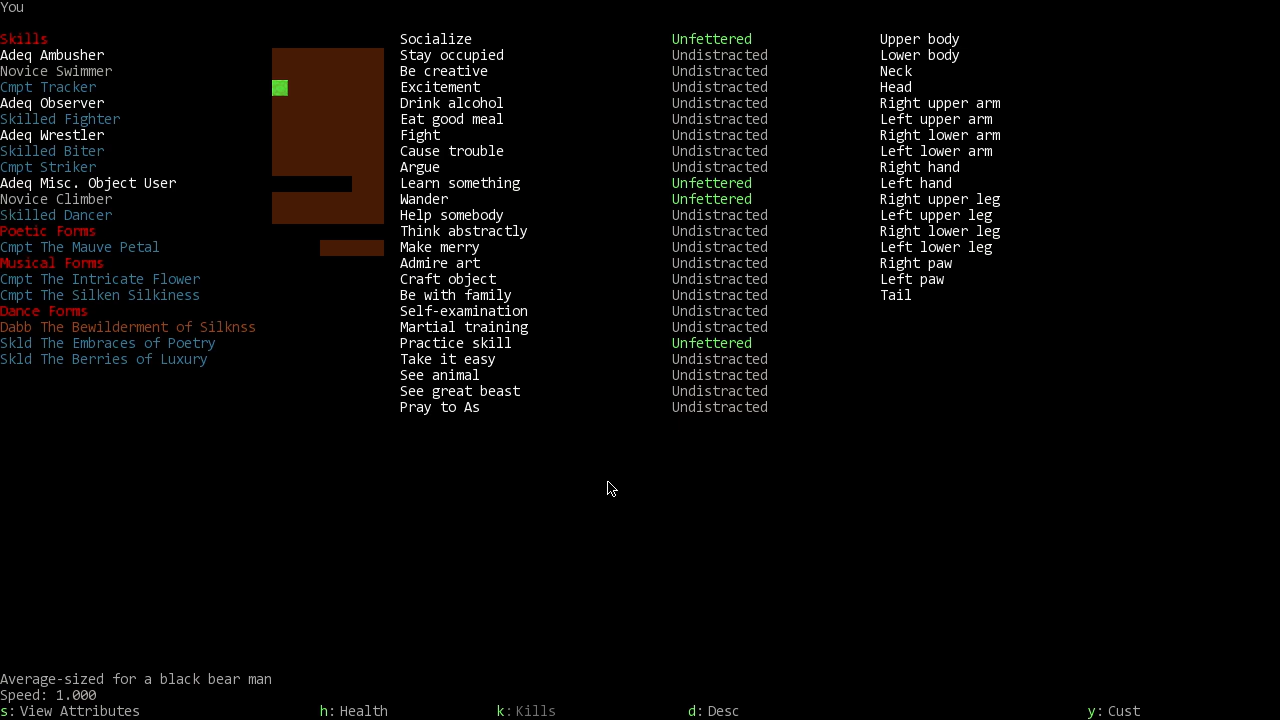 You
Skills Socialize Unfettered Upper body
Adeq Ambusher Stay occupied Undistracted Lower body
Novice Swimmer Be creative Undistracted Neck
Cmpt Tracker Excitement Undistracted Head
Adeq Observer Drink alcohol Undistracted Right upper arm
Skilled Fighter Eat good meal Undistracted Left upper arm
Adeq Wrestler Fight Undistracted Right lower arm
Skilled Biter Cause trouble Undistracted Left lower arm
Cmpt Striker Argue Undistracted Right hand
Adeq Misc. Object User Learn something Unfettered Left hand
Novice Climber Wander Unfettered Right upper leg
Skilled Dancer Help somebody Undistracted Left upper leg
Poetic Forms Think abstractly Undistracted Right lower leg
Cmpt The Mauve Petal Make merry Undistracted Left lower leg
Musical Forms Admire art Undistracted Right paw
Cmpt The Intricate Flower Craft object Undistracted Left paw
Cmpt The Silken Silkiness Be with family Undistracted Tail
Dance Forms Self-examination Undistracted
Dabb The Bewilderment of Silknss Martial training Undistracted
Skld The Embraces of Poetry Practice skill Unfettered
Skld The Berries of Luxury Take it easy Undistracted
See animal Undistracted
See great beast Undistracted
Pray to As Undistracted
Average-sized for a black bear man
Speed: 1.000
s: View Attributes h: Health k: Kills d: Desc y: Cust